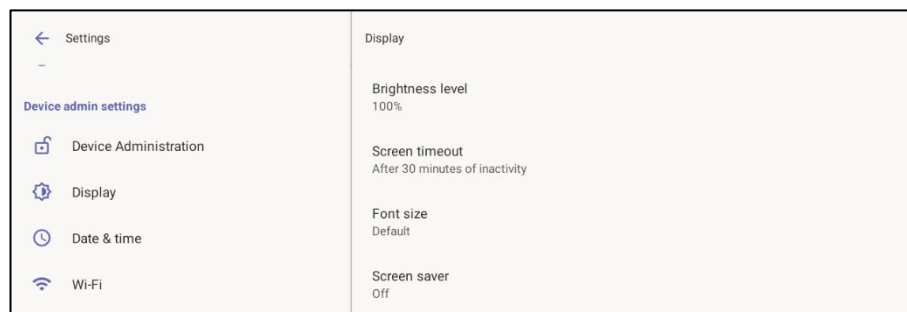 Settings
Device admin settings
Device Administration
Display
Date & time
Wi-Fi
Display
Brightness level
100%
Screen timeout
After 30 minutes of inactivity
Font size
Default
Screen saver
Off